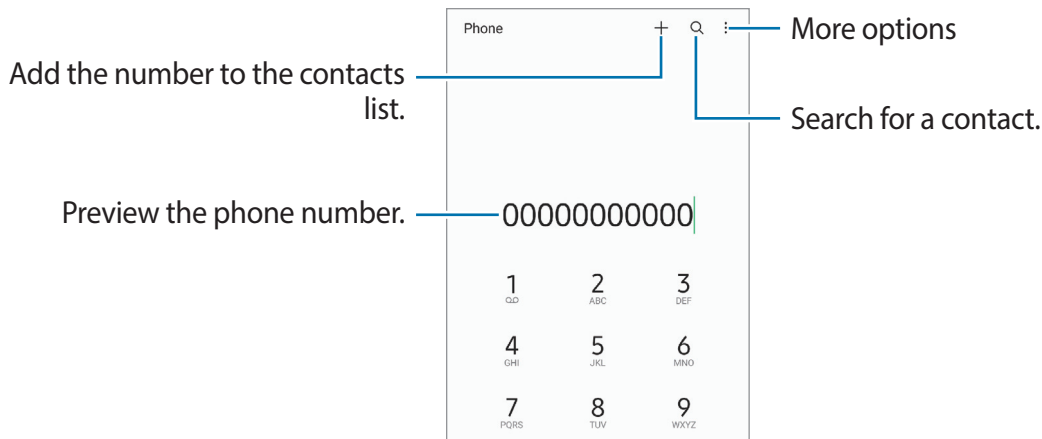 Phone
More options
Add the number to the contacts
list.
Search for a contact.
Preview the phone number.
00000000000
1 2 3
ABC DEF
4 5 6
GHI JKL MNO
7 8 9
PQRS TUV WXYZ